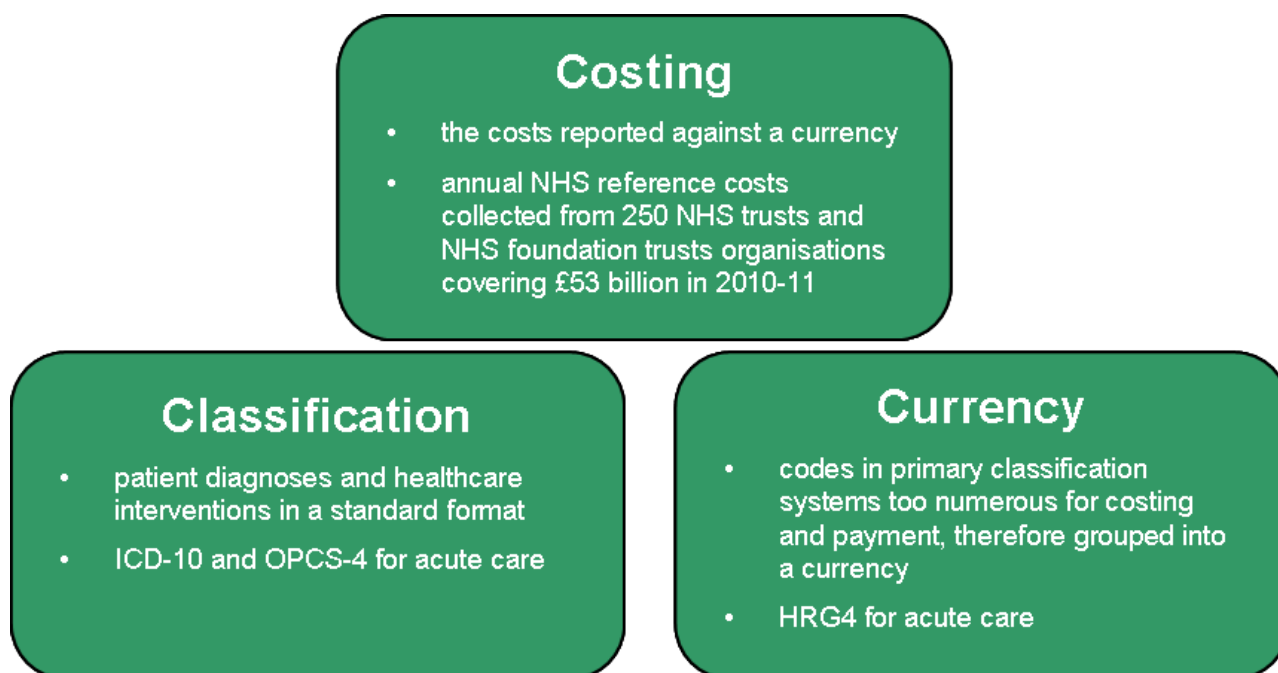 Costing
• the costs reported against a currency
• annual NHS reference costs
collected from 250 NHS trusts and
NHS foundation trusts organisations
covering £53 billion in 2010-11
Classification
• patient diagnoses and healthcare
interventions in a standard format
• ICD-10 and OPCS-4 for acute care
Currency
• codes in primary classification
systems too numerous for costing
and payment, therefore grouped into
a currency
• HRG4 for acute care